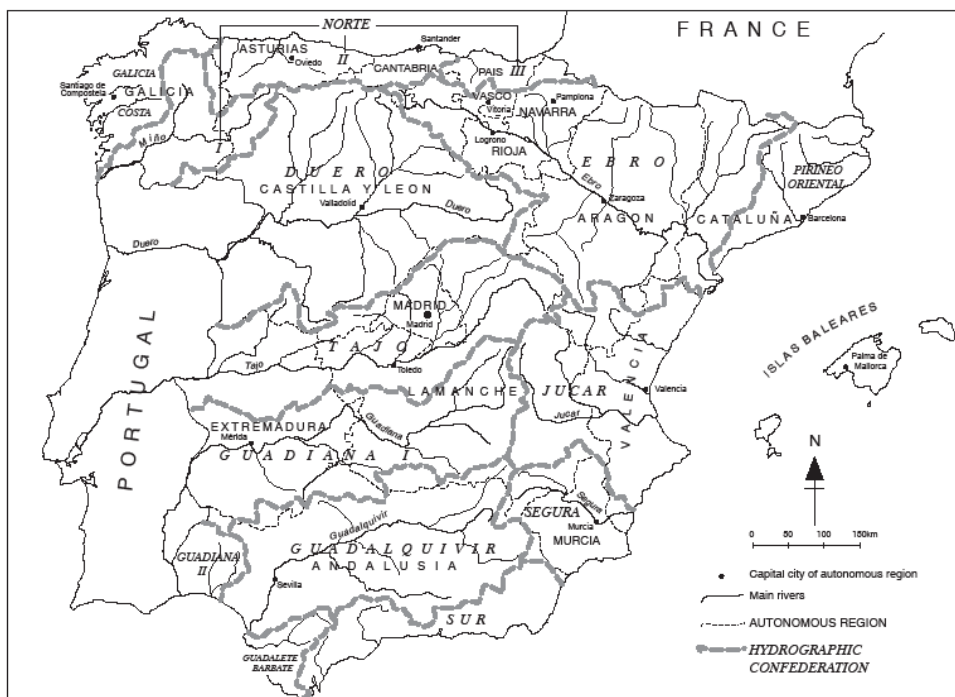 NORTE
FRANCE
ASTURIAS
Santander
Oviedo
II
CANTABRIA
PAIS
III
GALICIA
Santiago de
Compostela
GALICIA
COSTA
VASCO
Vitoria
Pamplona
NAVARRA
Miño
I
Logrono
RIOJA
DUERO
EBRO
CASTILLA Y LEON
PIRINEO
ORIENTAL
Valladolid
Duero
Ebro
Zaragoza
ARAGON
CATALUÑA
Barcelona
Duero
MADRID
Madrid
ISLAS BALEARES
PORTUGAL
TAJO
Tajo
Toledo
VALENCIA
Palma de
Mallorca
LAMANCHE
JUCAR
Valencia
Jucar
EXTREMADURA
Guadiana
Mérida
GUADIANA I
N
SEGURA
Segura
Guadalquivir
Murcia
MURCIA
GUADIANA
II
GUADALQUIVIR
ANDALUSIA
0 50 100 150km
Sevilla
Capital city of autonomous region
Main rivers
SUR
AUTONOMOUS REGION
GUADALETE
BARBATE
HYDROGRAPHIC
CONFEDERATION